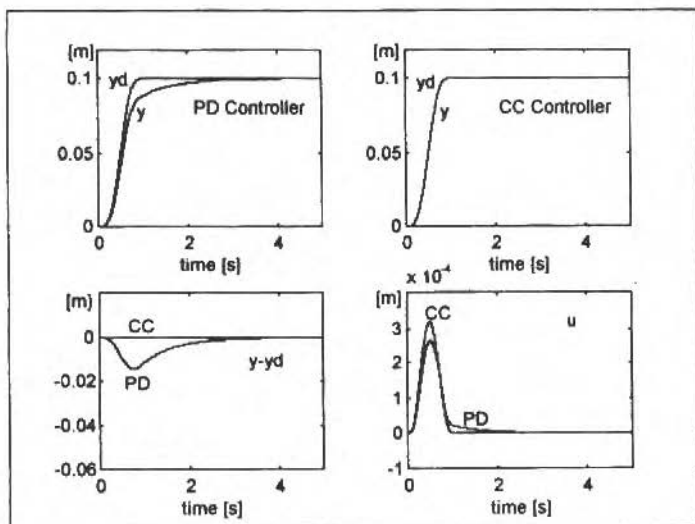 [m]
0.1
yd
y
PD Controller
0.05
0
0
2
4
time [s]
[m]
0.1
yd
y
CC Controller
0.05
0
0
2
4
time [s]
[m]
0
CC
-0.02
PD
y-yd
-0.04
-0.06
0
2
4
time [s]
x 10^-4
[m]
CC
u
3
2
1
PD
0
-1
0
2
4
time [s]